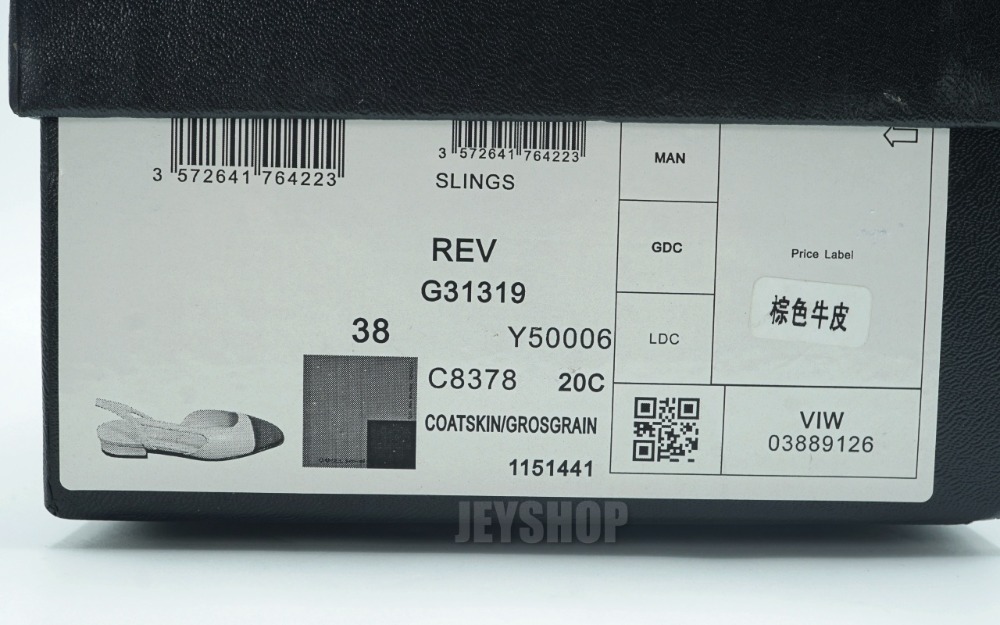 3 572641 764223
3 572641 764223
SLINGS
REV
G31319
38
Y50006
C8378 20C
COATSKIN/GROSGRAIN
1151441
MAN
GDC
LDC
Price Label
棕色牛皮
VIW
03889126
JEYSHOP